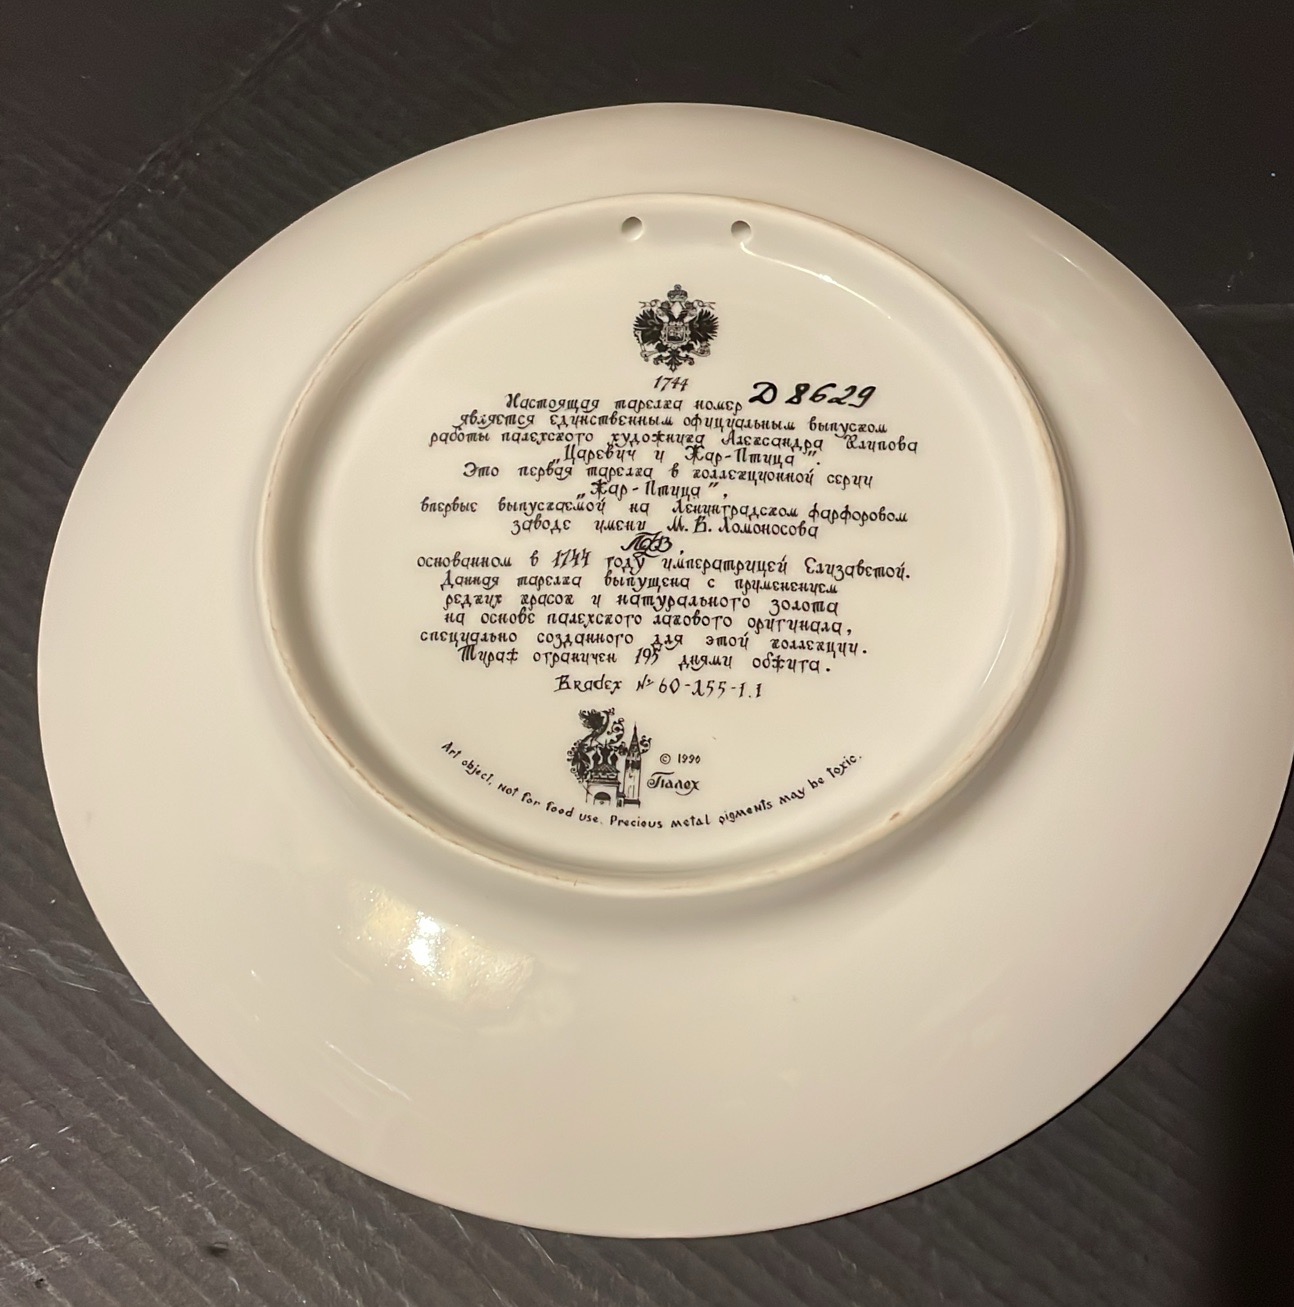 1744
Настоящая тарелка номер D 8629
является единственным официальным выпуском
работы палехского художника Александра Клипова
„Царевич и Жар-Птица”.
Это первая тарелка в коллекционной серии
„Жар-Птица”,
впервые выпускаемой на Ленинградском фарфоровом
заводе имени М.В. Ломоносова
ЛФЗ,
основанном в 1744 году императрицей Елизаветой.
Данная тарелка выпущена с применением
редких красок и натурального золота
на основе палехского лакового оригинала,
специально созданного для этой коллекции.
Тираж ограничен 195 днями обжига.
Bradex № 60-155-1.1
© 1990
Палех
Art object, not for food use. Precious metal pigments may be toxic.